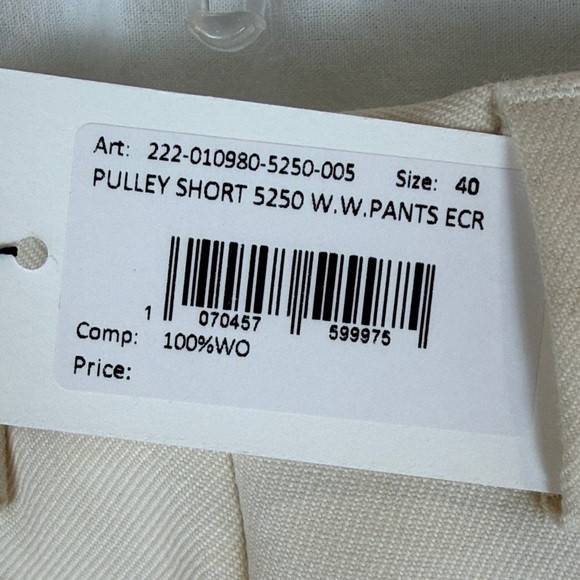 Art: 222-010980-5250-005 Size: 40
PULLEY SHORT 5250 W.W.PANTS ECR
1 070457 599975
Comp: 100%WO
Price: